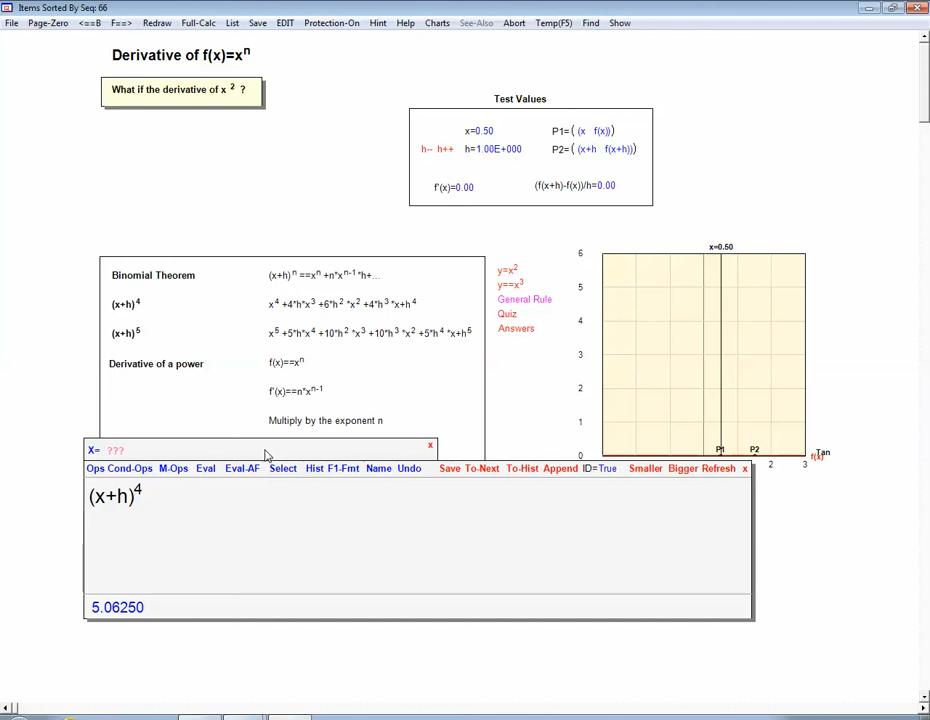 Items Sorted By Seq: 66
File Page-Zero <==B F==> Redraw Full-Calc List Save EDIT Protection-On Hint Help Charts See-Also Abort Temp(F5) Find Show
Derivative of f(x)=xⁿ
What if the derivative of x ² ?
Test Values
x=0.50 P1=( (x f(x)))
h-- h++ h=1.00E+000 P2=( (x+h f(x+h)))
f'(x)=0.00 (f(x+h)-f(x))/h=0.00
Binomial Theorem (x+h)ⁿ ==xⁿ +n*xⁿ⁻¹ *h+...
(x+h)⁴ x⁴ +4*h*x³ +6*h² *x² +4*h³ *x+h⁴
(x+h)⁵ x⁵ +5*h*x⁴ +10*h² *x³ +10*h³ *x² +5*h⁴ *x+h⁵
Derivative of a power f(x)==xⁿ
f'(x)==n*xⁿ⁻¹
Multiply by the exponent n
y=x²
y==x³
General Rule
Quiz
Answers
x=0.50
6
5
4
3
2
1
0
P1 P2
Tan
f(x)
2 3
X= ??? x
Ops Cond-Ops M-Ops Eval Eval-AF Select Hist F1-Fmt Name Undo Save To-Next To-Hist Append ID=True Smaller Bigger Refresh x
(x+h)⁴
5.06250